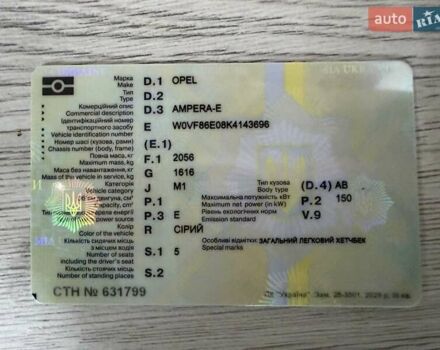 auto RIA
Марка D.1 OPEL
Make
Тип D.2
Type
Комерційний опис D.3 AMPERA-E
Commercial description
Ідентифікаційний номер
транспортного засобу E W0VF86E08K4143696
Vehicle identification number
Номер шасі (кузова, рами) (E.1)
Chassis number (body, frame)
Повна маса, кг F.1 2056
Maximum mass, kg
Маса без навантаження, кг G 1616
Mass of the vehicle in service, kg
Категорія J M1 Тип кузова (D.4) AB
Vehicle category Body type
P.1 Максимальна потужність кВт P.2 150
Maximum net power (in kW)
P.3 E Рівень екологічних норм V.9
Power source Emission standard
Колір R СІРИЙ
Color of the vehicle
Кількість сидячих місць S.1 5 Особливі відмітки: ЗАГАЛЬНИЙ ЛЕГКОВИЙ ХЕТЧБЕК
з місцем водія Special marks
Number of seats
including the driver's seat
Кількість стоячих місць S.2
Number of standing places
СТН № 631799